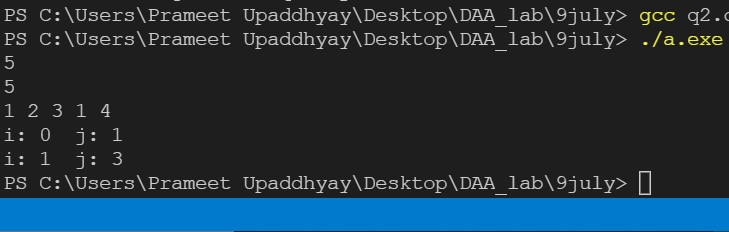 PS C:\Users\Prameet Upaddhyay\Desktop\DAA_lab\9july> gcc q2.c
PS C:\Users\Prameet Upaddhyay\Desktop\DAA_lab\9july> ./a.exe
5
5
1 2 3 1 4
i: 0  j: 1
i: 1  j: 3
PS C:\Users\Prameet Upaddhyay\Desktop\DAA_lab\9july>